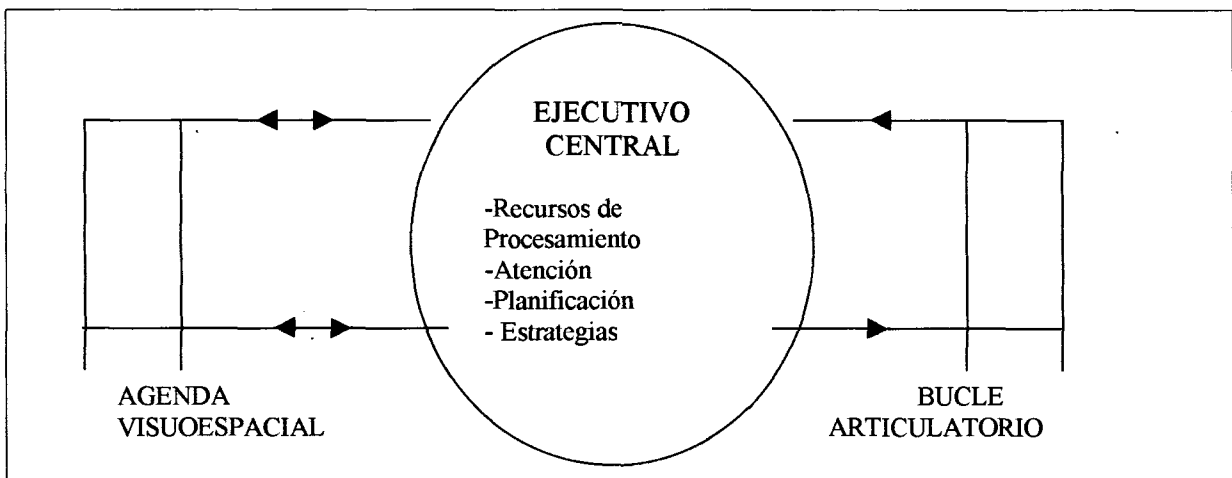 EJECUTIVO
CENTRAL
-Recursos de
Procesamiento
-Atención
-Planificación
- Estrategias
AGENDA
VISUOESPACIAL
BUCLE
ARTICULATORIO